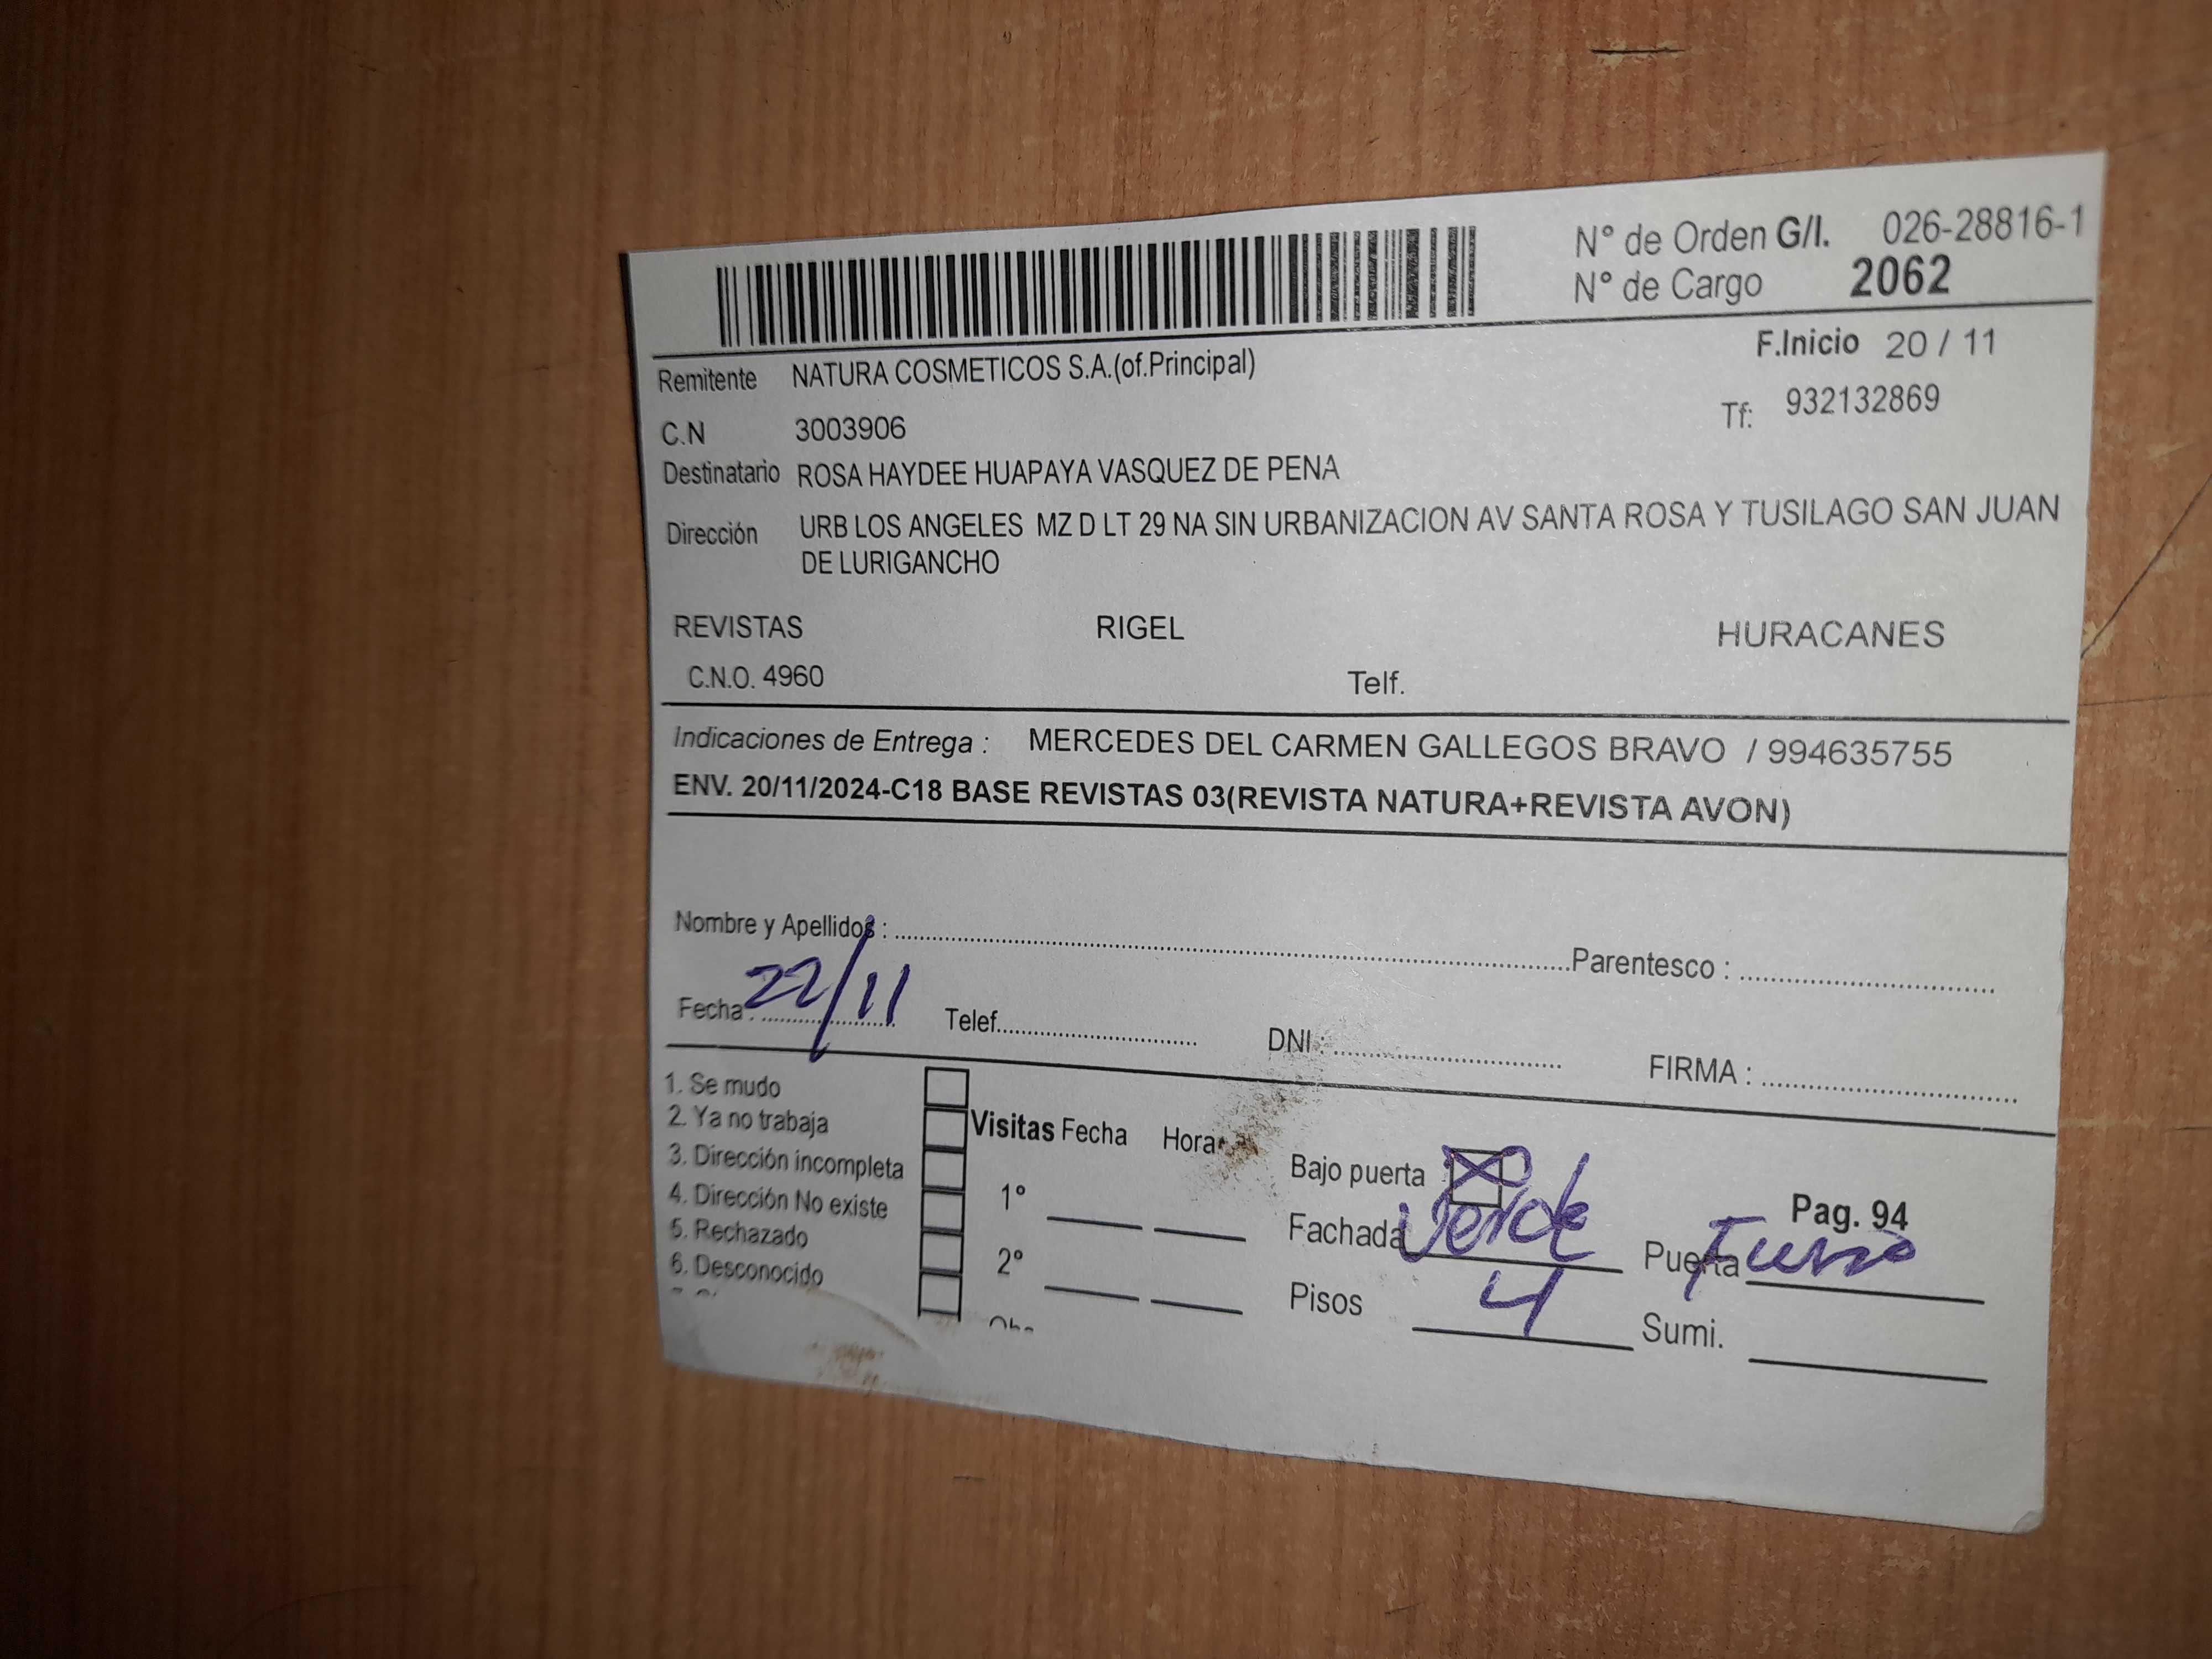 N° de Orden G/I. 026-28816-1
N° de Cargo 2062
F.Inicio 20 / 11
Remitente NATURA COSMETICOS S.A.(of.Principal)
Tf: 932132869
C.N 3003906
Destinatario ROSA HAYDEE HUAPAYA VASQUEZ DE PENA
Dirección URB LOS ANGELES MZ D LT 29 NA SIN URBANIZACION AV SANTA ROSA Y TUSILAGO SAN JUAN
DE LURIGANCHO
REVISTAS RIGEL HURACANES
C.N.O. 4960 Telf.
Indicaciones de Entrega : MERCEDES DEL CARMEN GALLEGOS BRAVO / 994635755
ENV. 20/11/2024-C18 BASE REVISTAS 03(REVISTA NATURA+REVISTA AVON)
Nombre y Apellidos : Parentesco :
Fecha : 22/11 Telef. DNI : FIRMA :
1. Se mudo
2. Ya no trabaja
3. Dirección incompleta
4. Dirección No existe
5. Rechazado
6. Desconocido
Visitas Fecha Hora
1°
2°
Bajo puerta X
Fachada Verde
Pisos 4
Pag. 94
Puerta
Sumi.